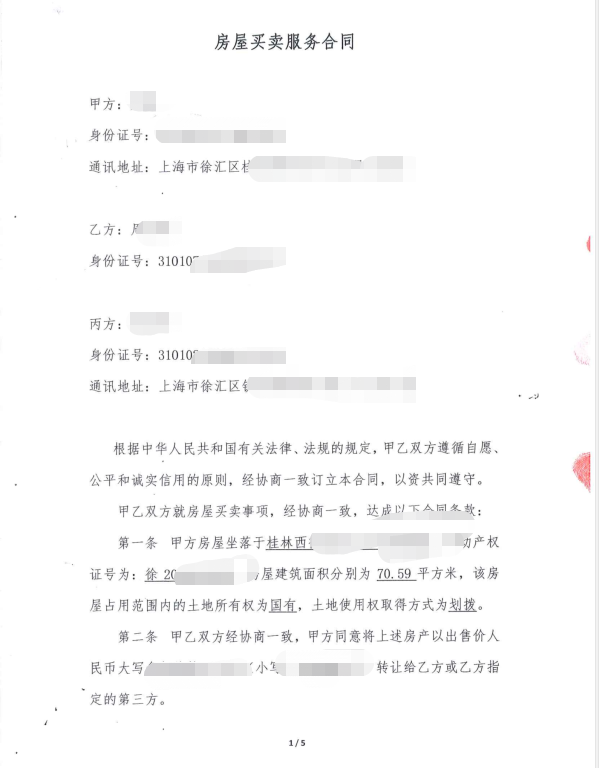 房屋买卖服务合同
甲方：
身份证号：
通讯地址：上海市徐汇区桂
乙方：
身份证号：31010
丙方：
身份证号：31010
通讯地址：上海市徐汇区
根据中华人民共和国有关法律、法规的规定，甲乙双方遵循自愿、
公平和诚实信用的原则，经协商一致订立本合同，以资共同遵守。
甲乙双方就房屋买卖事项，经协商一致，达成以下合同条款：
第一条 甲方房屋坐落于桂林西 动产权
证号为：徐 20 房屋建筑面积分别为 70.59 平方米，该房
屋占用范围内的土地所有权为国有，土地使用权取得方式为划拨。
第二条 甲乙双方经协商一致，甲方同意将上述房产以出售价人
民币大写 （小写 转让给乙方或乙方指
定的第三方。
1 / 5